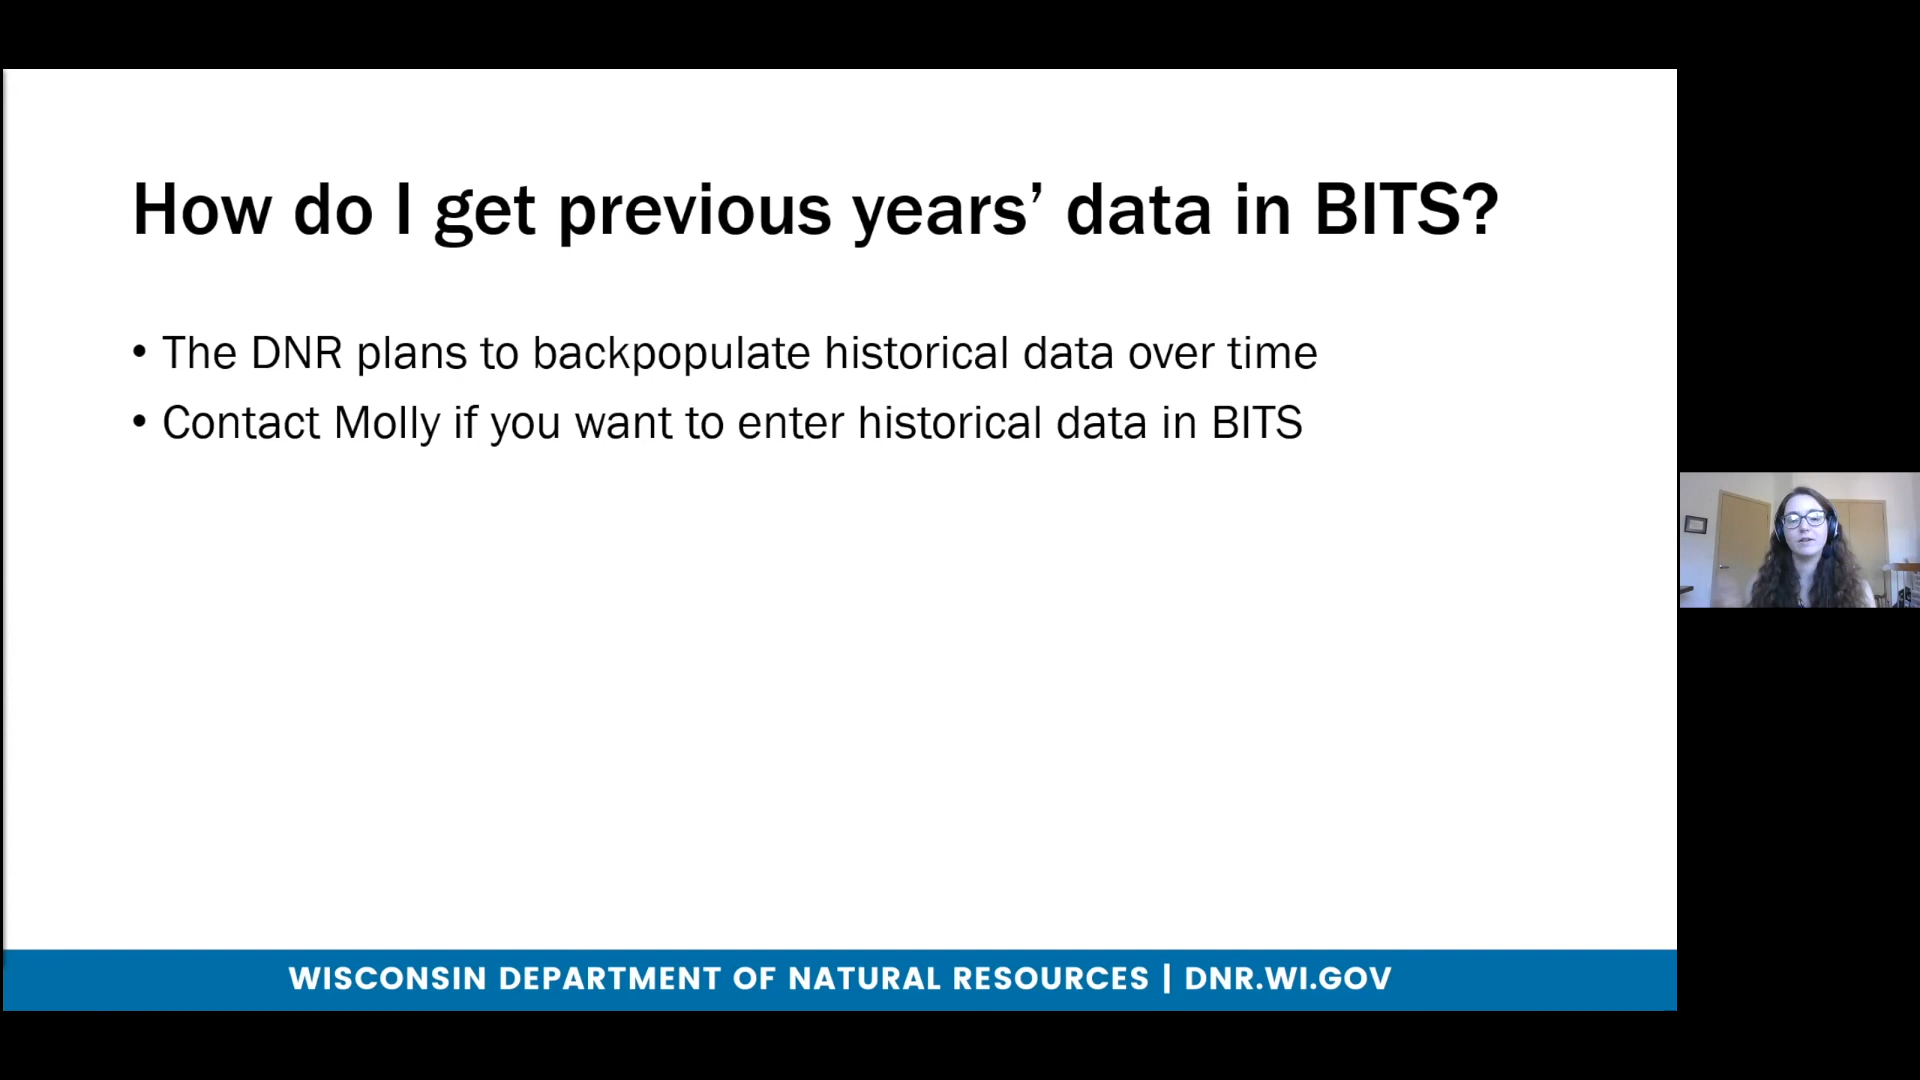 How do I get previous years’ data in BITS?
• The DNR plans to backpopulate historical data over time
• Contact Molly if you want to enter historical data in BITS
WISCONSIN DEPARTMENT OF NATURAL RESOURCES | DNR.WI.GOV